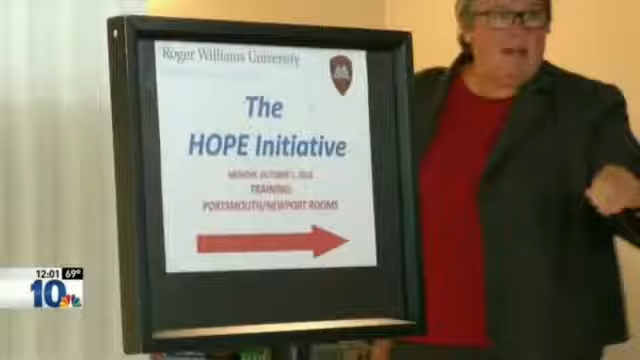 Roger Williams University
The
HOPE Initiative
MONDAY, OCTOBER 1, 2018
TRAINING:
PORTSMOUTH/NEWPORT ROOMS
12:01 69°
10